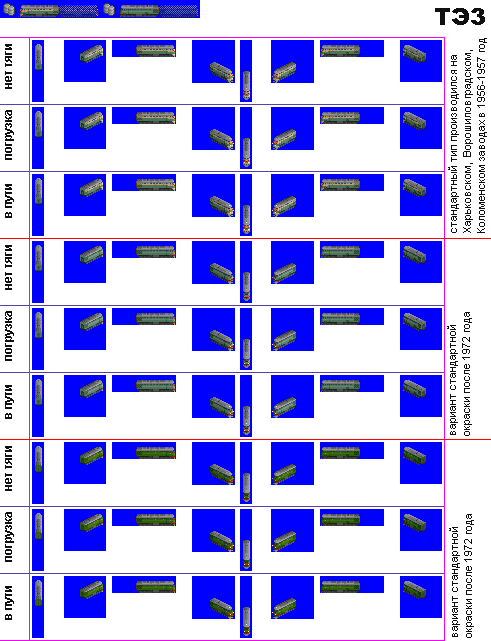 ТЭ3
нет тяги
погрузка
в пути
стандартный тип производился на
Харьковском, Ворошиловградском,
Коломенском заводах в 1956-1957 год
нет тяги
погрузка
в пути
вариант стандартной
окраски после 1972 года
нет тяги
погрузка
в пути
вариант стандартной
окраски после 1972 года